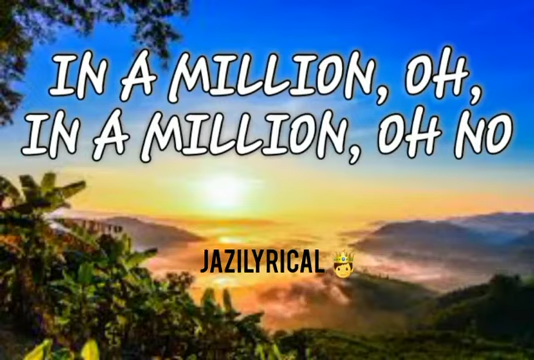 IN A MILLION, OH,
IN A MILLION, OH NO
JAZILYRICAL 🤴